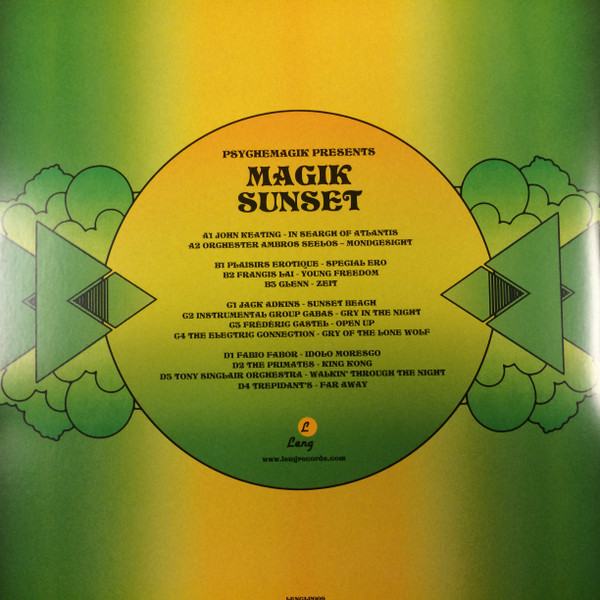 PSYCHEMAGIK PRESENTS
MAGIK
SUNSET
A1 JOHN KEATING - IN SEARCH OF ATLANTIS
A2 ORCHESTER AMBROS SEELOS – MONDGESICHT
B1 PLAISIRS EROTIQUE - SPECIAL ERO
B2 FRANCIS LAI - YOUNG FREEDOM
B3 GLENN - ZEIT
C1 JACK ADKINS - SUNSET BEACH
C2 INSTRUMENTAL GROUP CABAS - CRY IN THE NIGHT
C3 FRÉDÉRIC CASTEL - OPEN UP
C4 THE ELECTRIC CONNECTION - CRY OF THE LONE WOLF
D1 FABIO FABOR - IDOLO MORESCO
D2 THE PRIMATES - KING KONG
D3 TONY SINCLAIR ORCHESTRA - WALKIN' THROUGH THE NIGHT
D4 TREPIDANT'S - FAR AWAY
L
Leng
www.lengrecords.com